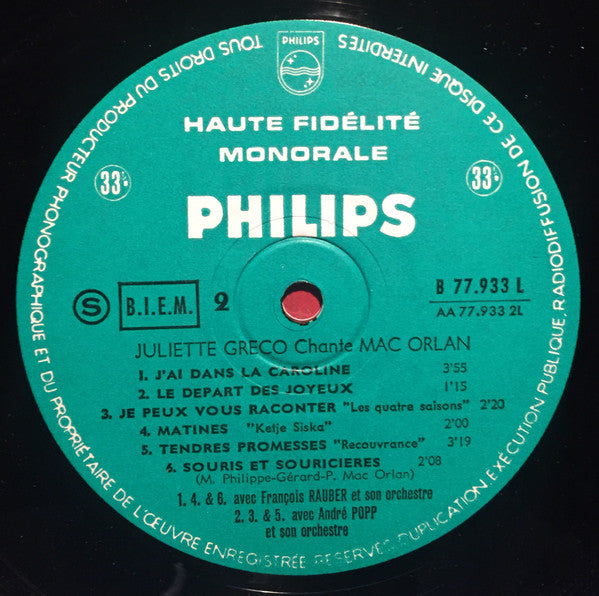 TOUS DROITS DU PRODUCTEUR PHONOGRAPHIQUE ET DU PROPRIÉTAIRE DE L'ŒUVRE ENREGISTRÉE RESERVÉS. DUPLICATION EXÉCUTION PUBLIQUE, RADIODIFFUSION DE CE DISQUE INTERDITES
PHILIPS
HAUTE FIDÉLITÉ
MONORALE
33 33
PHILIPS
S B.I.E.M. 2 B 77.933 L
AA 77.933 2L
JULIETTE GRECO Chante MAC ORLAN
1. J'AI DANS LA CAROLINE 3'55
2. LE DEPART DES JOYEUX 1'15
3. JE PEUX VOUS RACONTER "Les quatre saisons" 2'20
4. MATINES "Ketje Siska" 2'00
5. TENDRES PROMESSES "Recouvrance" 3'19
6. SOURIS ET SOURICIERES 2'08
(M. Philippe-Gérard-P. Mac Orlan)
1.4. & 6. avec François RAUBER et son orchestre
2.3. & 5. avec André POPP
et son orchestre